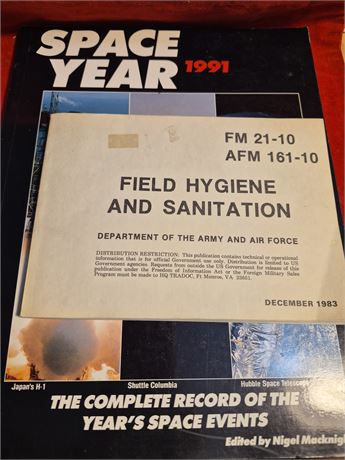 SPACE
YEAR 1991
FM 21-10
AFM 161-10
FIELD HYGIENE
AND SANITATION
DEPARTMENT OF THE ARMY AND AIR FORCE
DISTRIBUTION RESTRICTION: This publication contains technical or operational
information that is for official Government use only. Distribution is limited to US
Government agencies. Requests from outside the US Government for release of this
publication under the Freedom of Information Act or the Foreign Military Sales
Program must be made to HQ TRADOC, Ft Monroe, VA 23651.
DECEMBER 1983
Japan's H-1
Shuttle Columbia
Hubble Space Telescope
THE COMPLETE RECORD OF THE
YEAR'S SPACE EVENTS
Edited by Nigel Macknigh